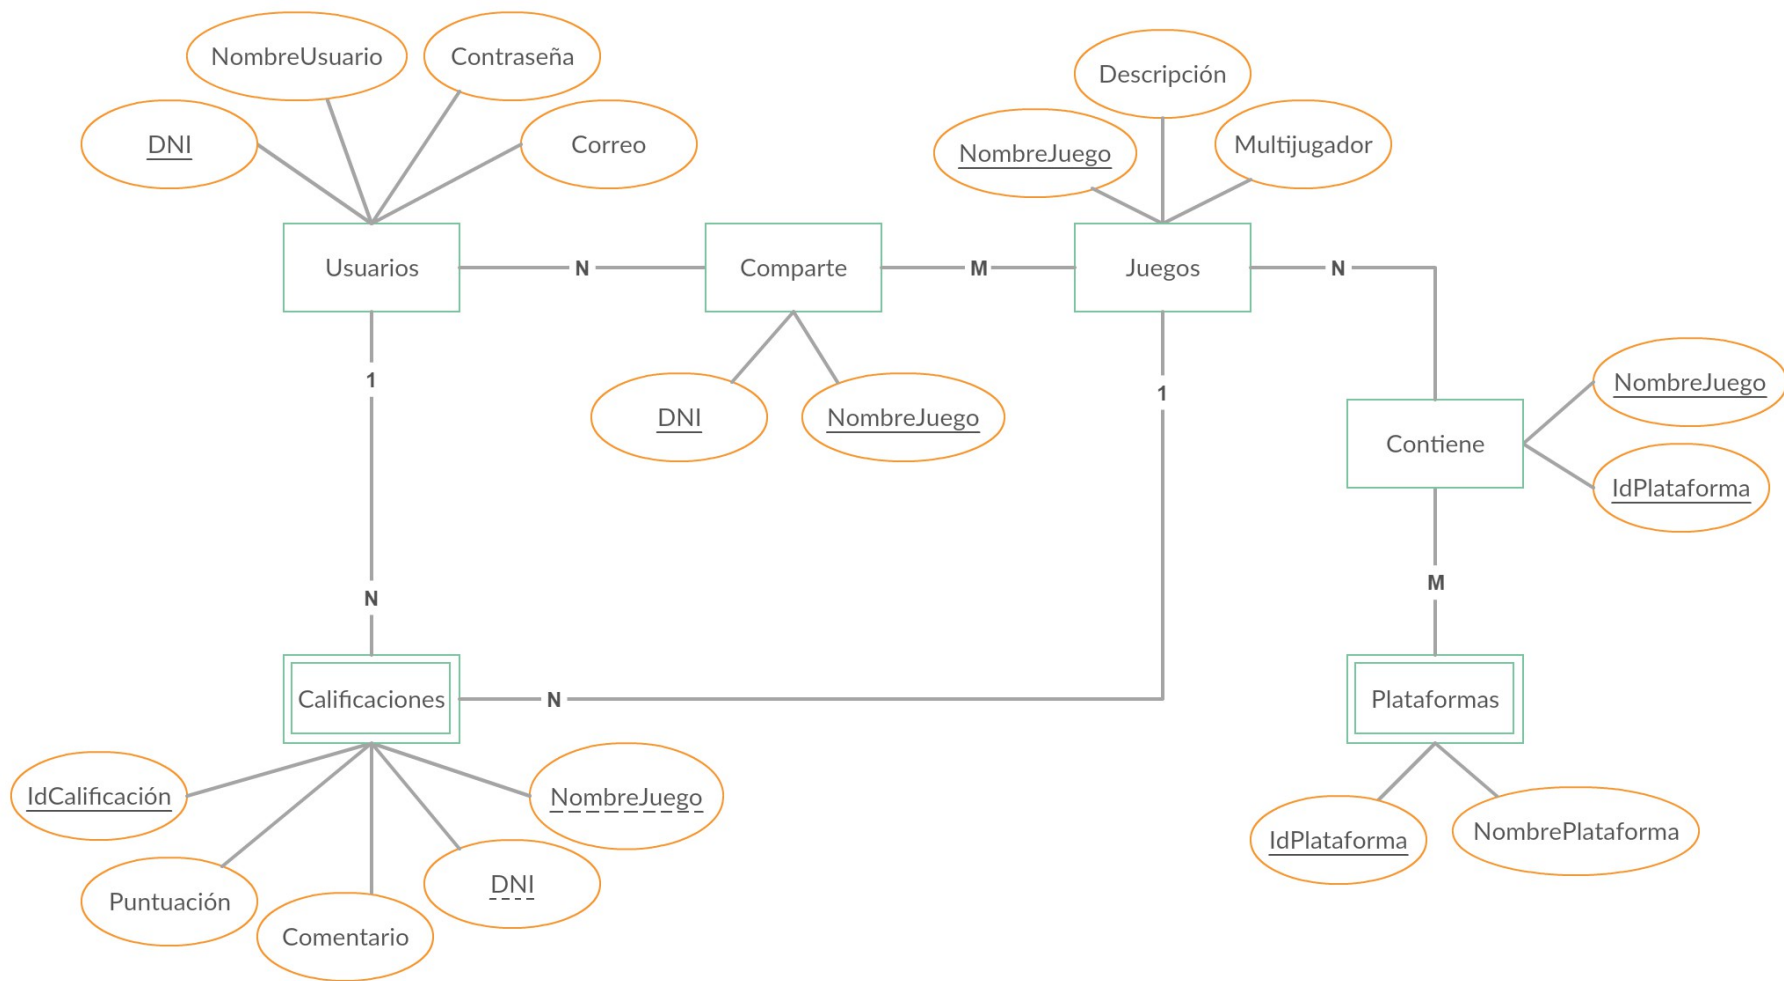 NombreUsuario
Contraseña
DNI
Correo
Descripción
NombreJuego
Multijugador
Usuarios
N
Comparte
M
Juegos
N
1
1
DNI
NombreJuego
NombreJuego
Contiene
IdPlataforma
N
M
Calificaciones
N
Plataformas
IdCalificación
NombreJuego
Puntuación
DNI
Comentario
IdPlataforma
NombrePlataforma